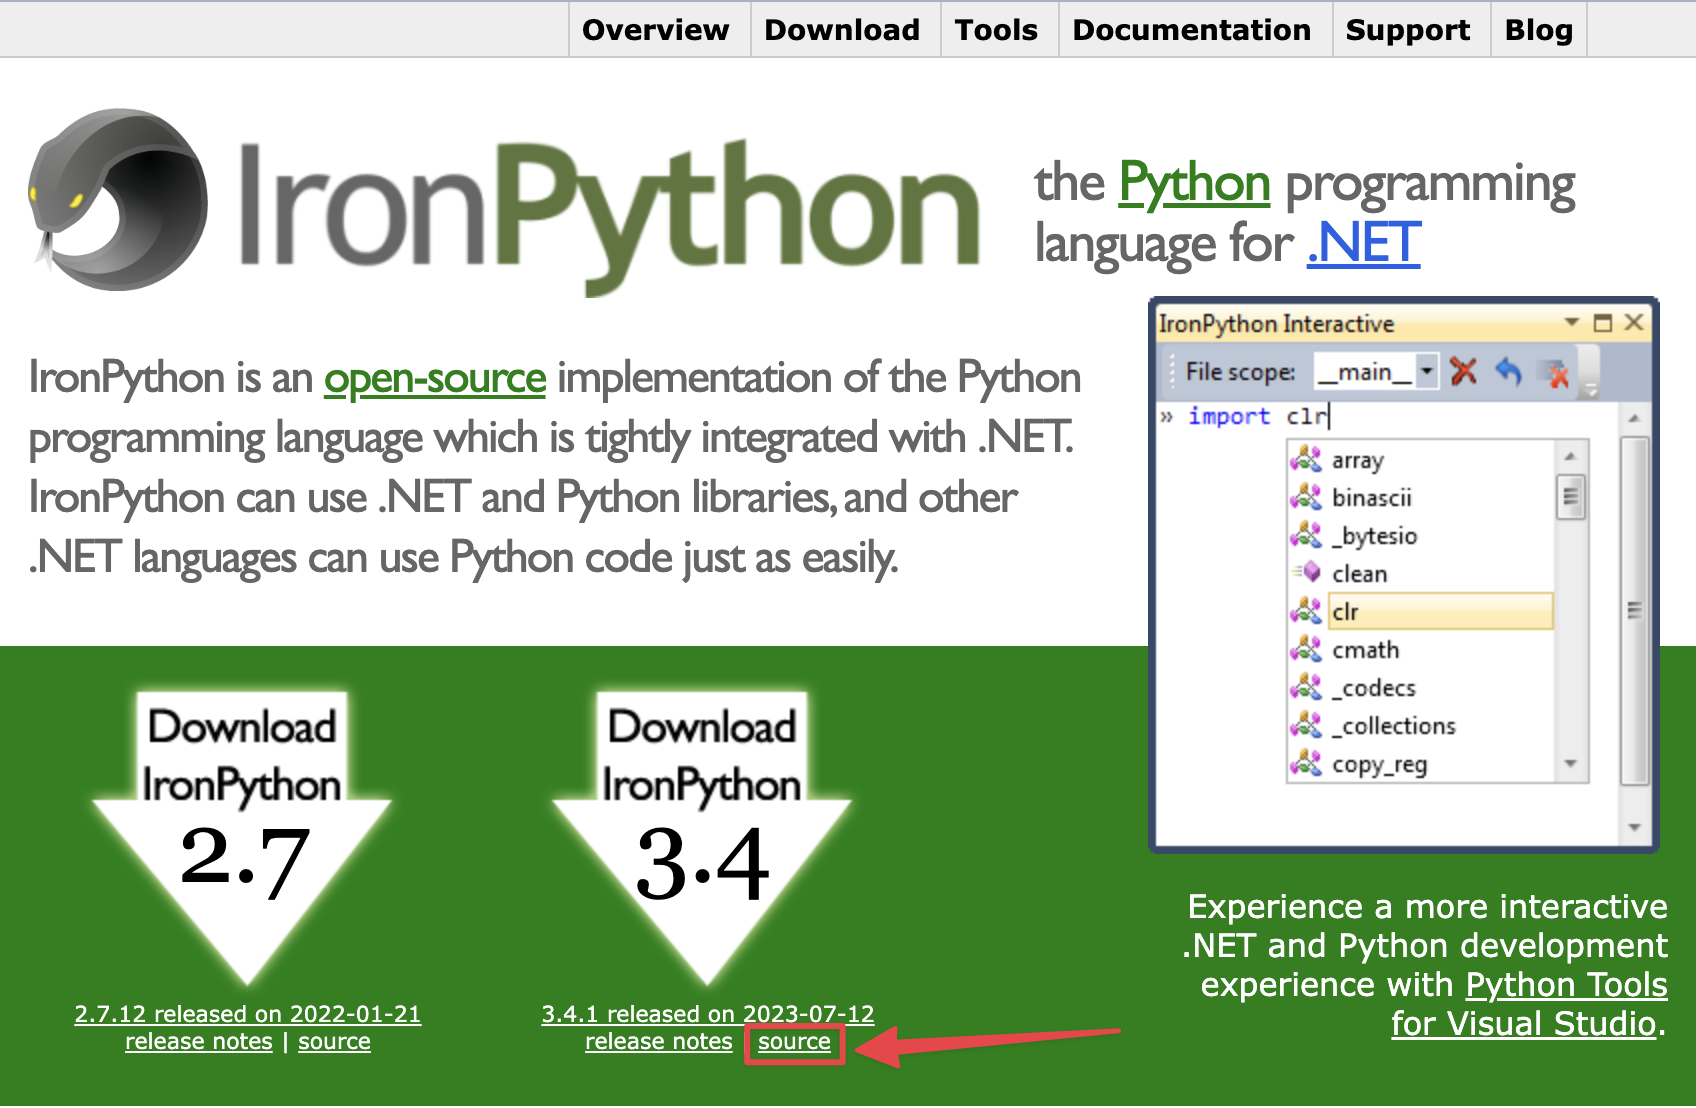 Overview Download Tools Documentation Support Blog
IronPython
the Python programming
language for .NET
IronPython is an open-source implementation of the Python
programming language which is tightly integrated with .NET.
IronPython can use .NET and Python libraries, and other
.NET languages can use Python code just as easily.
IronPython Interactive
File scope: __main__
» import clr
array
binascii
_bytesio
clean
clr
cmath
_codecs
_collections
copy_reg
Download
IronPython
2.7
2.7.12 released on 2022-01-21
release notes | source
Download
IronPython
3.4
3.4.1 released on 2023-07-12
release notes source
Experience a more interactive
.NET and Python development
experience with Python Tools
for Visual Studio.